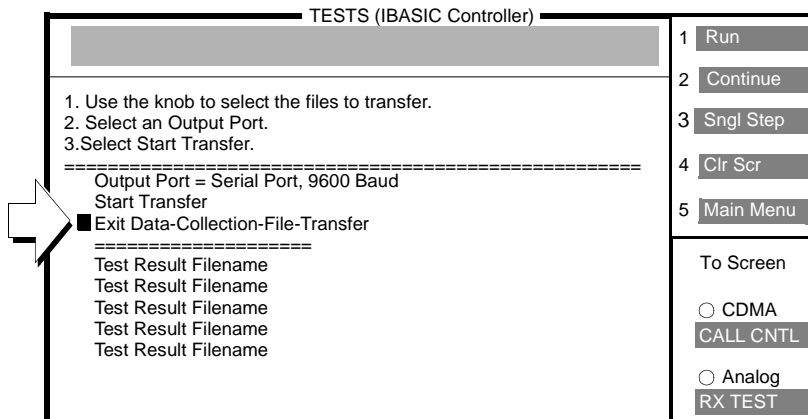 TESTS (IBASIC Controller)
1. Use the knob to select the files to transfer.
2. Select an Output Port.
3.Select Start Transfer.
=====================================================
Output Port = Serial Port, 9600 Baud
Start Transfer
Exit Data-Collection-File-Transfer
====================
Test Result Filename
Test Result Filename
Test Result Filename
Test Result Filename
Test Result Filename
1 Run
2 Continue
3 Sngl Step
4 Clr Scr
5 Main Menu
To Screen
CDMA
CALL CNTL
Analog
RX TEST